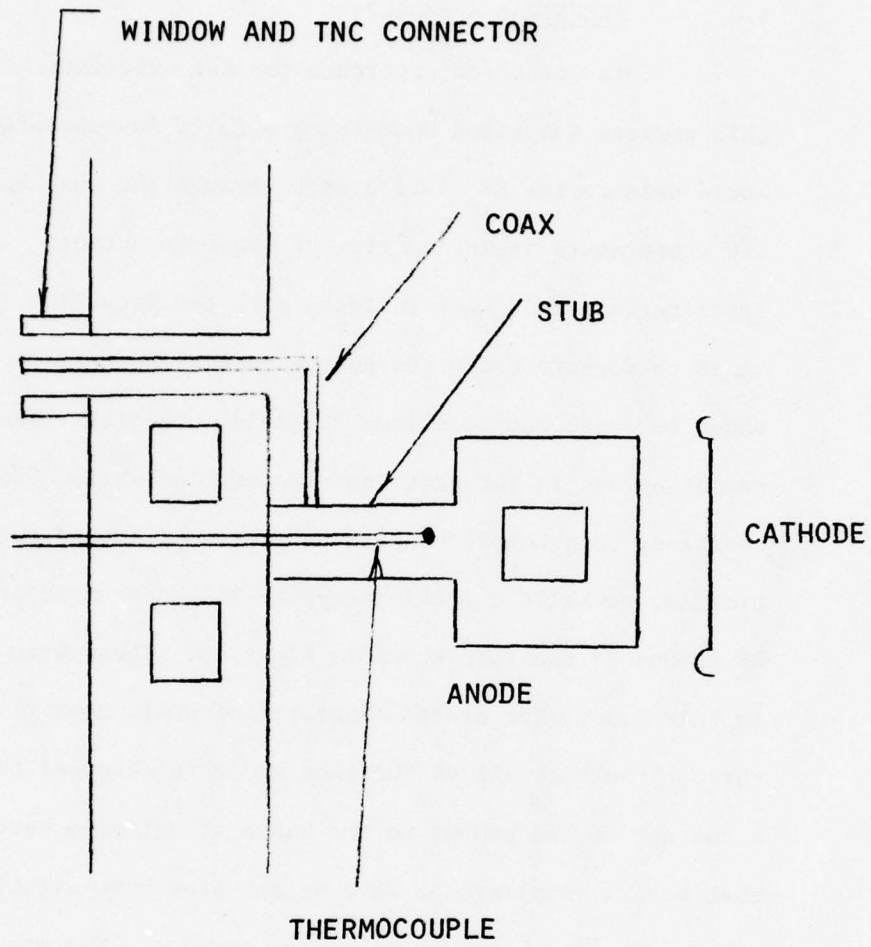 WINDOW AND TNC CONNECTOR
COAX
STUB
CATHODE
ANODE
THERMOCOUPLE